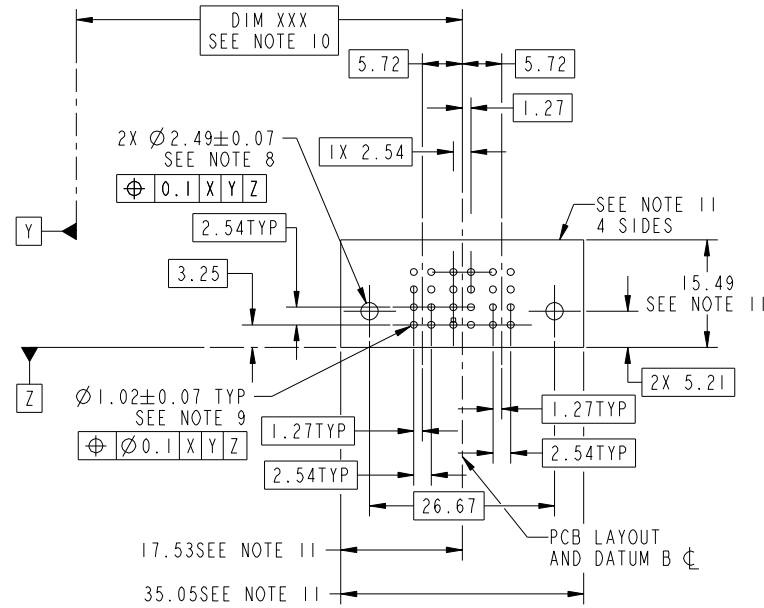 DIM XXX
SEE NOTE 10
5.72
5.72
1.27
2X Ø2.49±0.07
SEE NOTE 8
1X 2.54
⌖ 0.1 X Y Z
SEE NOTE 11
4 SIDES
Y
2.54TYP
3.25
15.49
SEE NOTE 11
Z
2X 5.21
Ø1.02±0.07 TYP
SEE NOTE 9
1.27TYP
1.27TYP
⌖ Ø0.1 X Y Z
2.54TYP
2.54TYP
26.67
17.53SEE NOTE 11
PCB LAYOUT
AND DATUM B ℄
35.05SEE NOTE 11